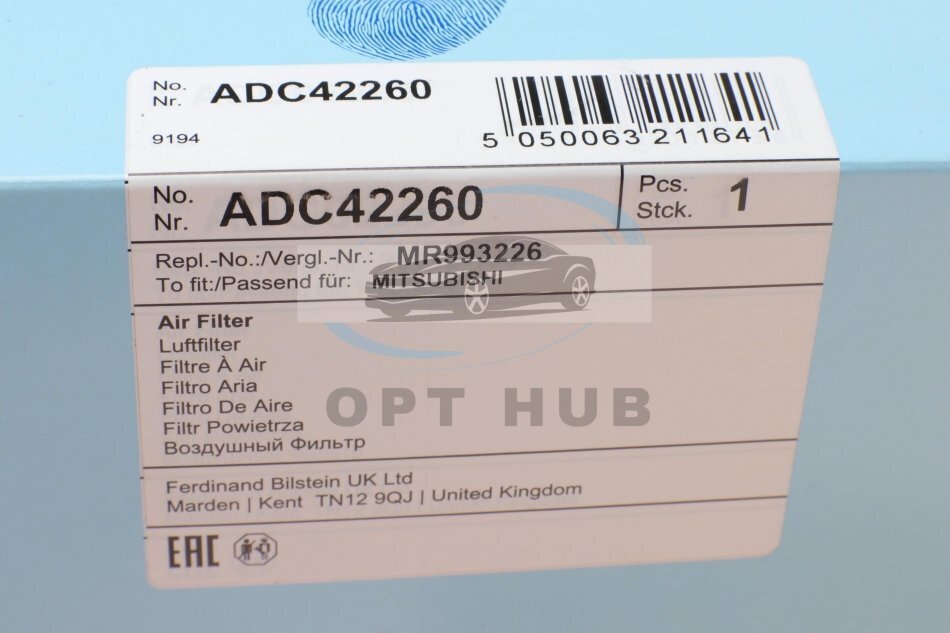 No.
Nr. ADC42260
9194
5 050063 211641
No.
Nr. ADC42260
Pcs.
Stck. 1
Repl.-No.:/Vergl.-Nr.: MR993226
To fit:/Passend für: MITSUBISHI
Air Filter
Luftfilter
Filtre À Air
Filtro Aria
Filtro De Aire
Filtr Powietrza
Воздушный Фильтр
OPT HUB
Ferdinand Bilstein UK Ltd
Marden | Kent TN12 9QJ | United Kingdom
EAC